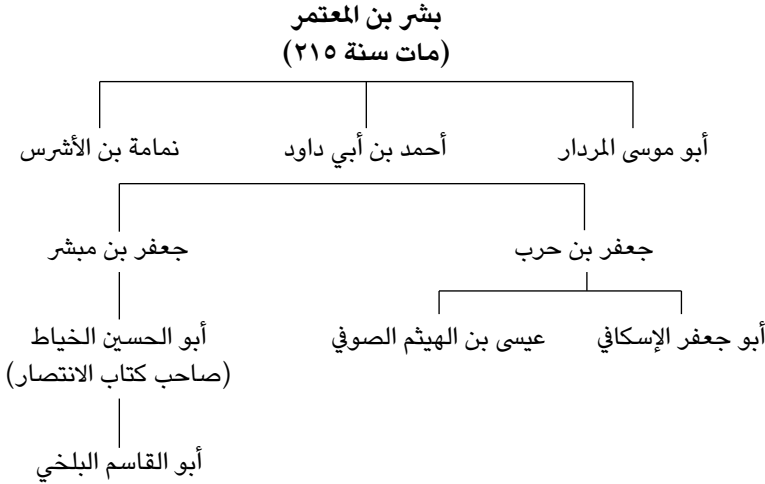 بشر بن المعتمر
(مات سنة ٢١٥)
أبو موسى المردار
أحمد بن أبي داود
نمامة بن الأشرس
جعفر بن حرب
جعفر بن مبشر
أبو جعفر الإسكافي
عيسى بن الهيثم الصوفي
أبو الحسين الخياط
(صاحب كتاب الانتصار)
أبو القاسم البلخي